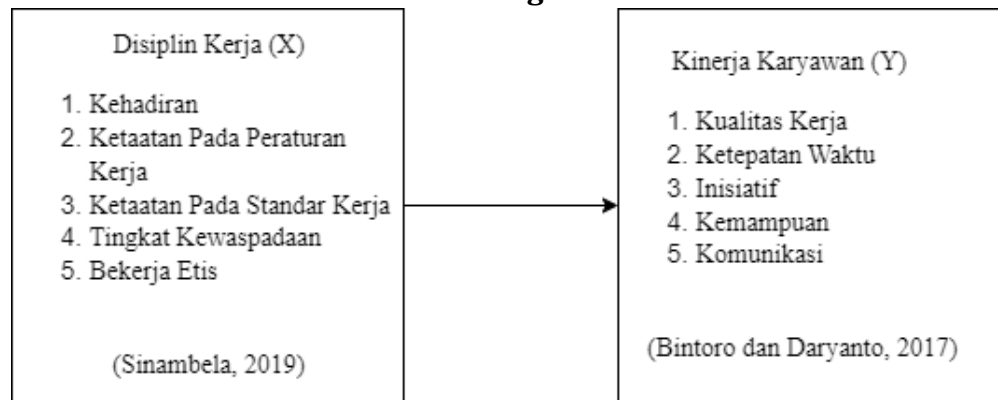 Disiplin Kerja (X)
1. Kehadiran
2. Ketaatan Pada Peraturan
Kerja
3. Ketaatan Pada Standar Kerja
4. Tingkat Kewaspadaan
5. Bekerja Etis
(Sinambela, 2019)
Kinerja Karyawan (Y)
1. Kualitas Kerja
2. Ketepatan Waktu
3. Inisiatif
4. Kemampuan
5. Komunikasi
(Bintoro dan Daryanto, 2017)